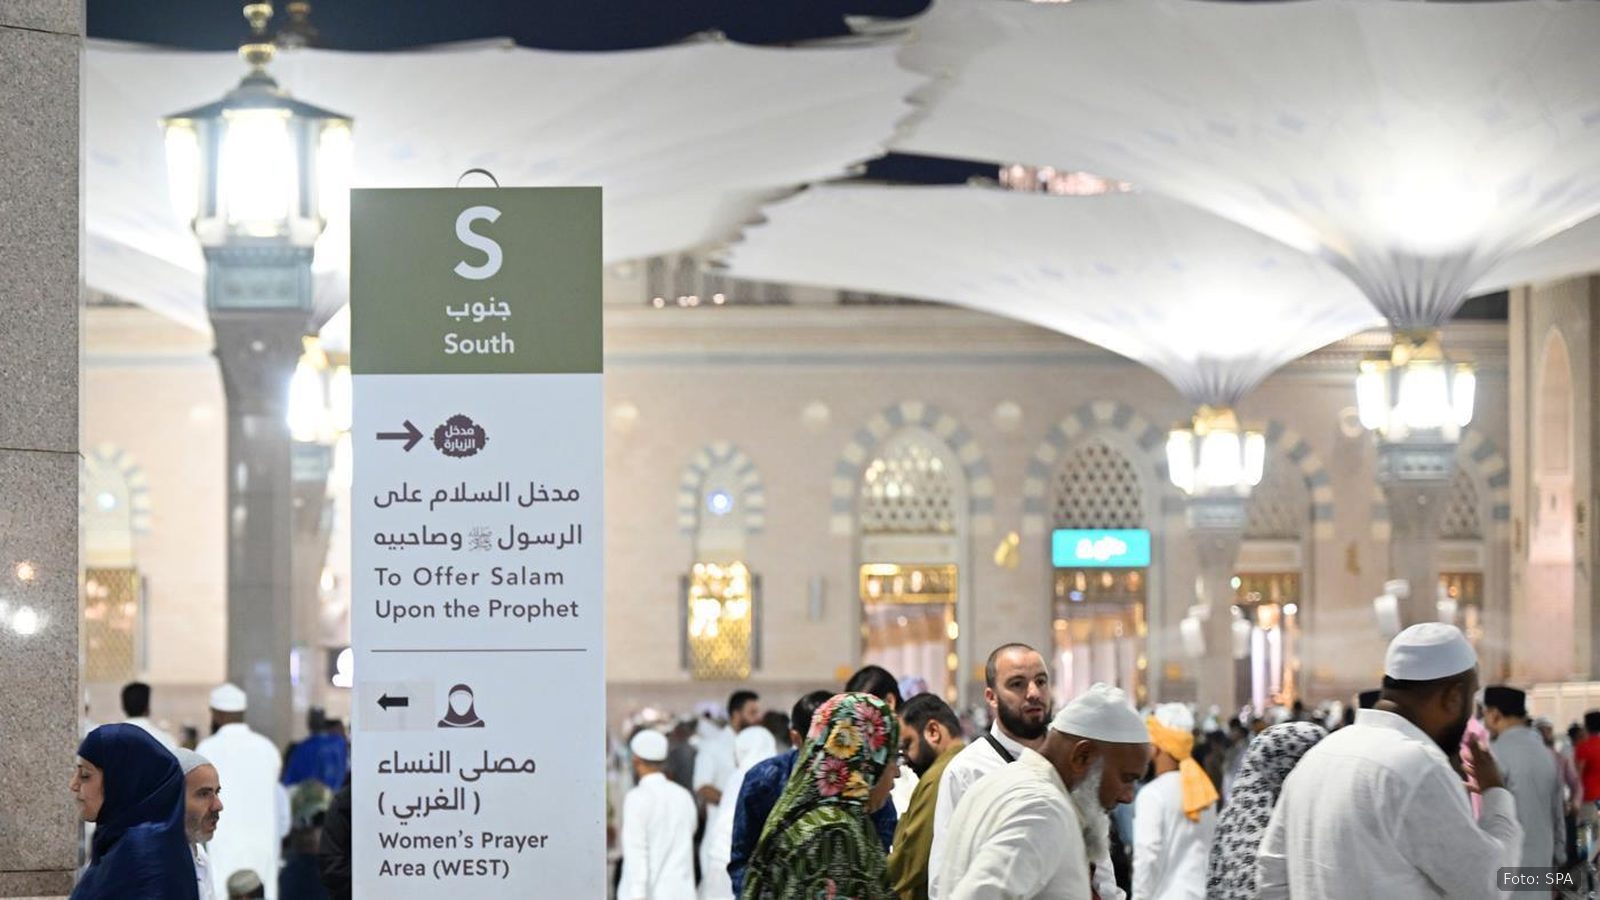 S
جنوب
South
مدخل
الزيارة
مدخل السلام على
الرسول ﷺ وصاحبيه
To Offer Salam
Upon the Prophet
مصلى النساء
( الغربي )
Women's Prayer
Area (WEST)
Foto: SPA